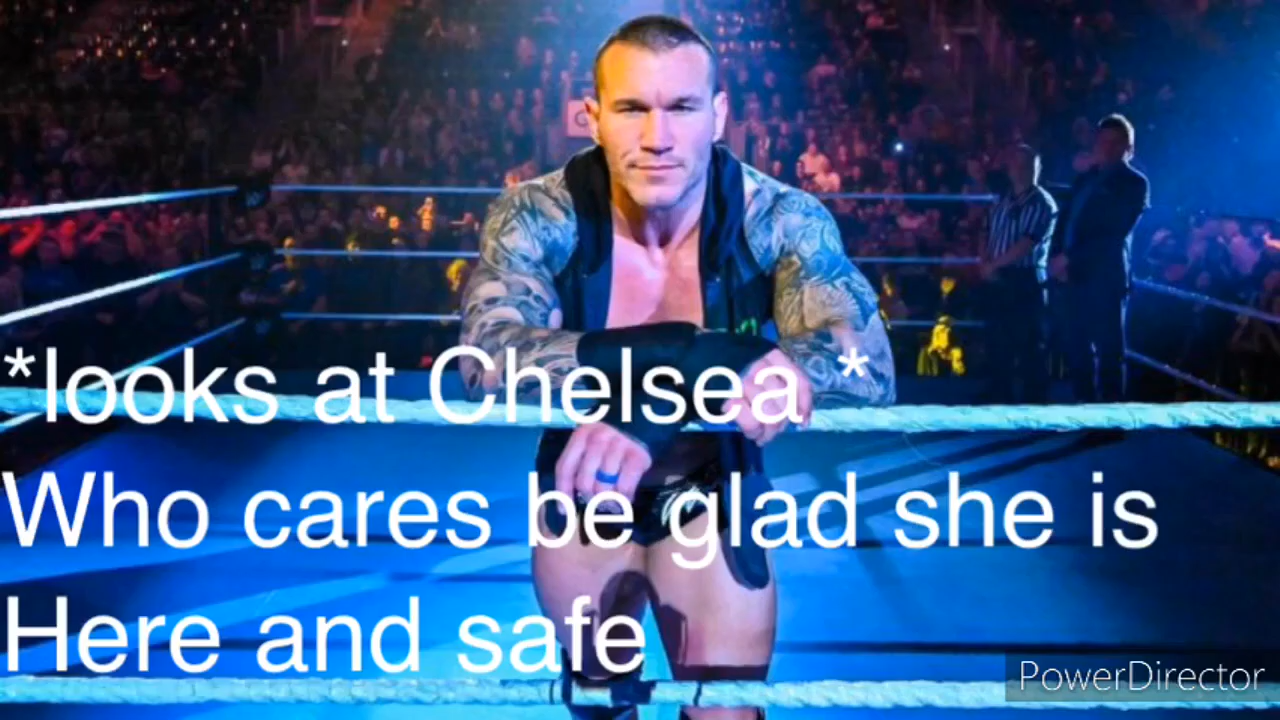 *looks at Chelsea *
Who cares be glad she is
Here and safe
PowerDirector